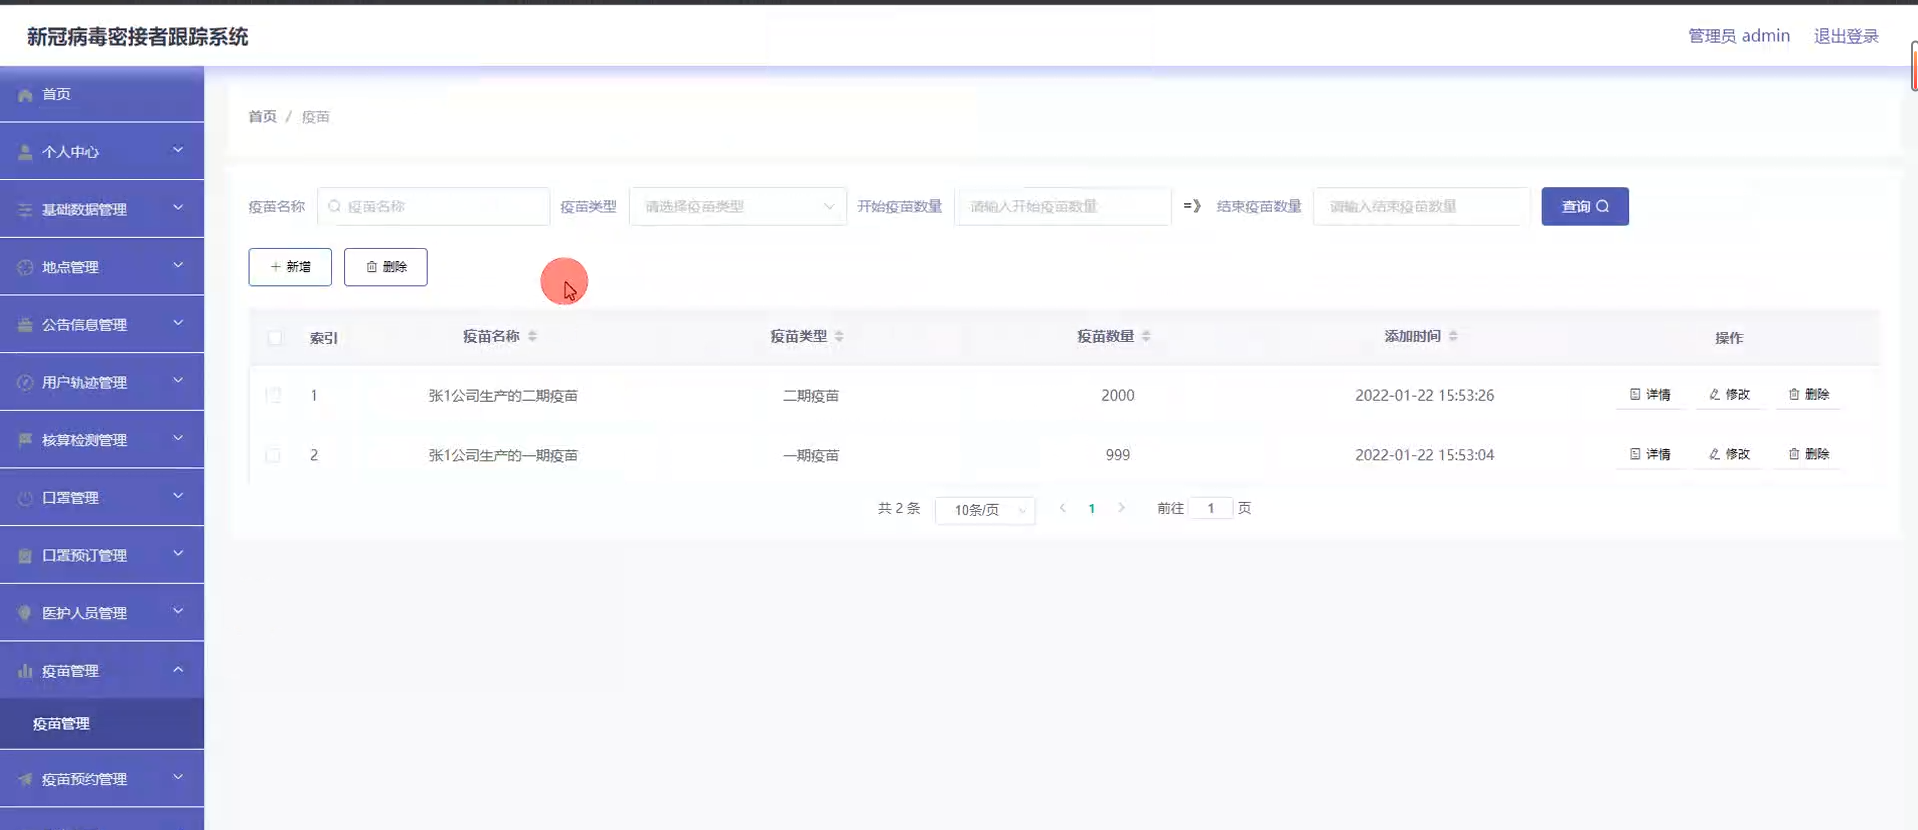 新冠病毒密接者跟踪系统
管理员 admin 退出登录
首页
个人中心
基础数据管理
地点管理
公告信息管理
用户轨迹管理
核算检测管理
口罩管理
口罩预订管理
医护人员管理
疫苗管理
疫苗管理
疫苗预约管理
首页 / 疫苗
疫苗名称 疫苗名称 疫苗类型 请选择疫苗类型 开始疫苗数量 请输入开始疫苗数量 =》 结束疫苗数量 请输入结束疫苗数量 查询
新增 删除
索引 疫苗名称 疫苗类型 疫苗数量 添加时间 操作
1 张1公司生产的二期疫苗 二期疫苗 2000 2022-01-22 15:53:26 详情 修改 删除
2 张1公司生产的一期疫苗 一期疫苗 999 2022-01-22 15:53:04 详情 修改 删除
共 2 条 10条/页 1 前往 1 页